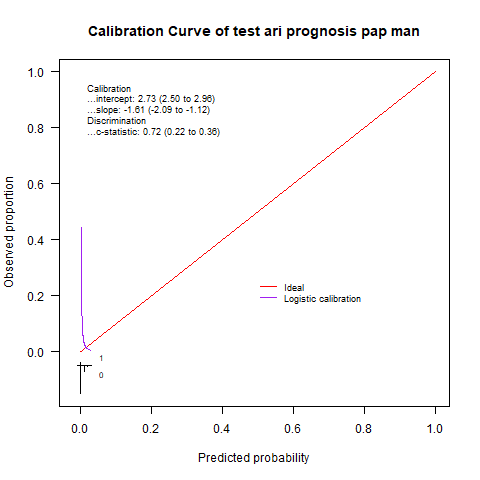 Calibration Curve of test ari prognosis pap man
Calibration
...intercept: 2.73 (2.50 to 2.96)
...slope: -1.61 (-2.09 to -1.12)
Discrimination
...c-statistic: 0.72 (0.22 to 0.36)
Observed proportion
1.0
0.8
0.6
0.4
0.2
0.0
Ideal
Logistic calibration
1
0
0.0 0.2 0.4 0.6 0.8 1.0
Predicted probability